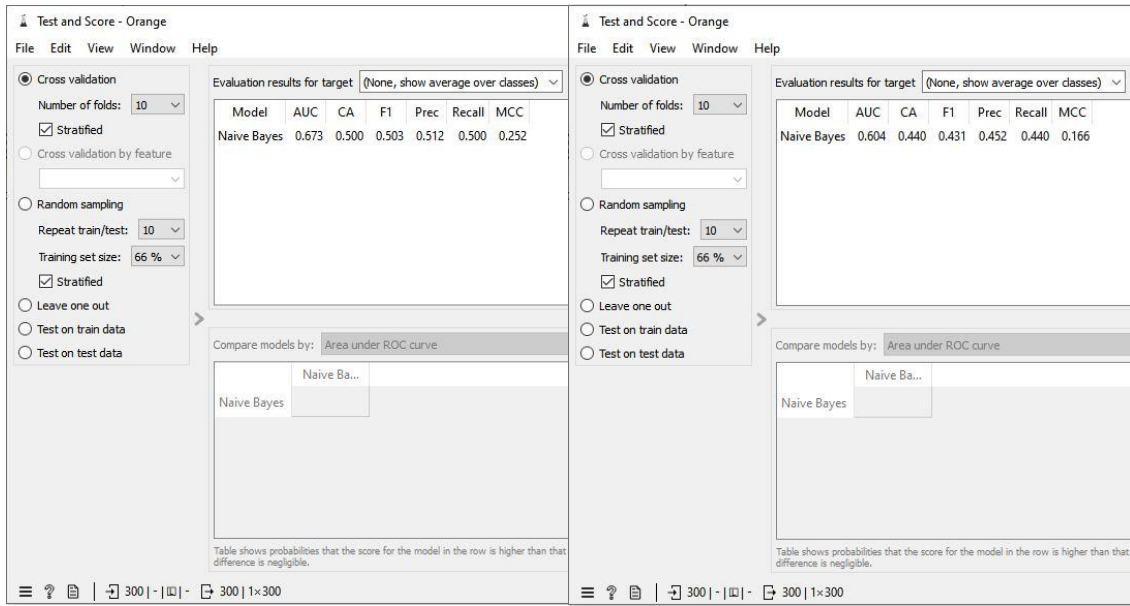 Test and Score - Orange
File Edit View Window Help
Cross validation
Number of folds: 10
Stratified
Cross validation by feature
Random sampling
Repeat train/test: 10
Training set size: 66 %
Stratified
Leave one out
Test on train data
Test on test data
Evaluation results for target (None, show average over classes)
Model AUC CA F1 Prec Recall MCC
Naive Bayes 0.673 0.500 0.503 0.512 0.500 0.252
>
Compare models by: Area under ROC curve
Naive Ba...
Naive Bayes
Table shows probabilities that the score for the model in the row is higher than that
difference is negligible.
300 | - | - 300 | 1×300
Test and Score - Orange
File Edit View Window Help
Cross validation
Number of folds: 10
Stratified
Cross validation by feature
Random sampling
Repeat train/test: 10
Training set size: 66 %
Stratified
Leave one out
Test on train data
Test on test data
Evaluation results for target (None, show average over classes)
Model AUC CA F1 Prec Recall MCC
Naive Bayes 0.604 0.440 0.431 0.452 0.440 0.166
>
Compare models by: Area under ROC curve
Naive Ba...
Naive Bayes
Table shows probabilities that the score for the model in the row is higher than that
difference is negligible.
300 | - | - 300 | 1×300